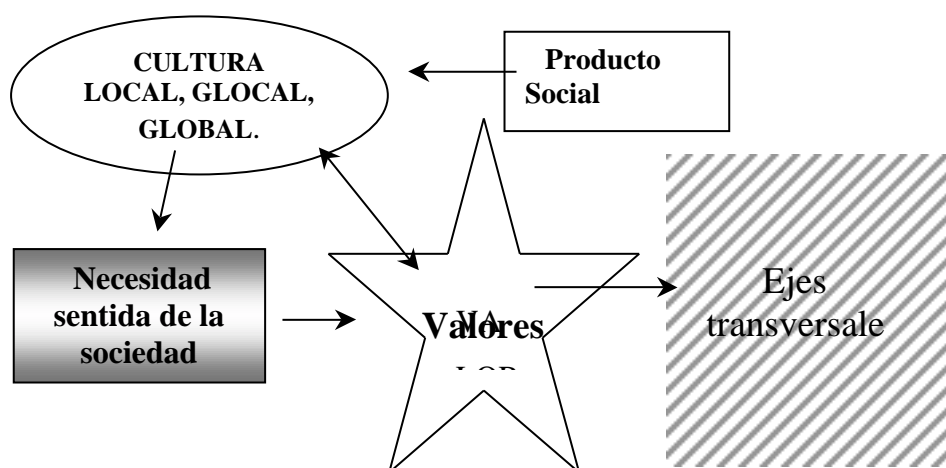 CULTURA
LOCAL, GLOCAL,
GLOBAL.
Producto
Social
Necesidad
sentida de la
sociedad
Valores
Ejes
transversale